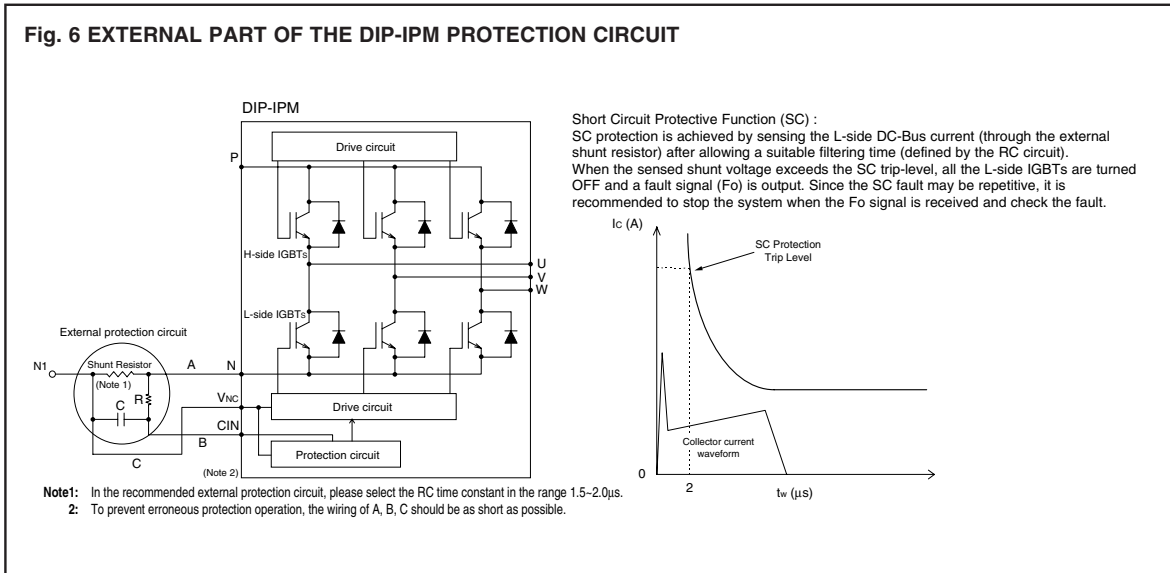 Fig. 6 EXTERNAL PART OF THE DIP-IPM PROTECTION CIRCUIT
DIP-IPM
Drive circuit
P
H-side IGBTs
U
V
W
L-side IGBTs
External protection circuit
N1
Shunt Resistor
(Note 1)
A
N
R
C
VNC
Drive circuit
CIN
B
C
Protection circuit
(Note 2)
Short Circuit Protective Function (SC) :
SC protection is achieved by sensing the L-side DC-Bus current (through the external
shunt resistor) after allowing a suitable filtering time (defined by the RC circuit).
When the sensed shunt voltage exceeds the SC trip-level, all the L-side IGBTs are turned
OFF and a fault signal (Fo) is output. Since the SC fault may be repetitive, it is
recommended to stop the system when the Fo signal is received and check the fault.
IC (A)
SC Protection
Trip Level
Collector current
waveform
0
2
tw (μs)
Note1: In the recommended external protection circuit, please select the RC time constant in the range 1.5~2.0μs.
2: To prevent erroneous protection operation, the wiring of A, B, C should be as short as possible.